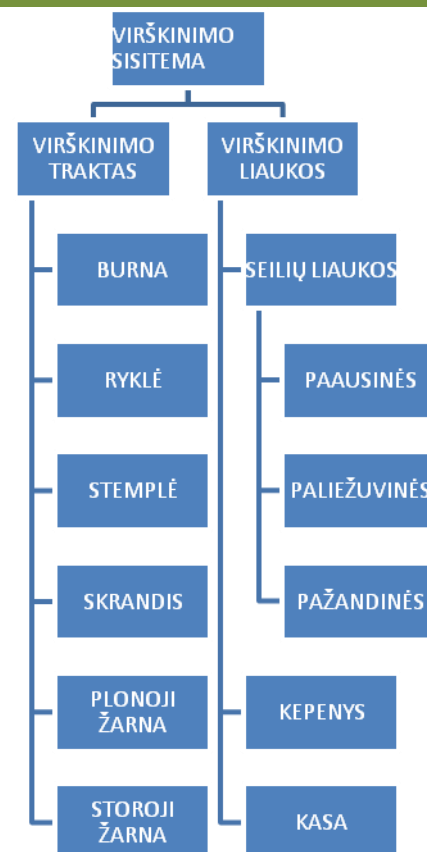 VIRŠKINIMO
SISITEMA
VIRŠKINIMO
TRAKTAS
BURNA
RYKLĖ
STEMPLĖ
SKRANDIS
PLONOJI
ŽARNA
STOROJI
ŽARNA
VIRŠKINIMO
LIAUKOS
SEILIŲ LIAUKOS
PAAUSINĖS
PALIEŽUVINĖS
PAŽANDINĖS
KEPENYS
KASA